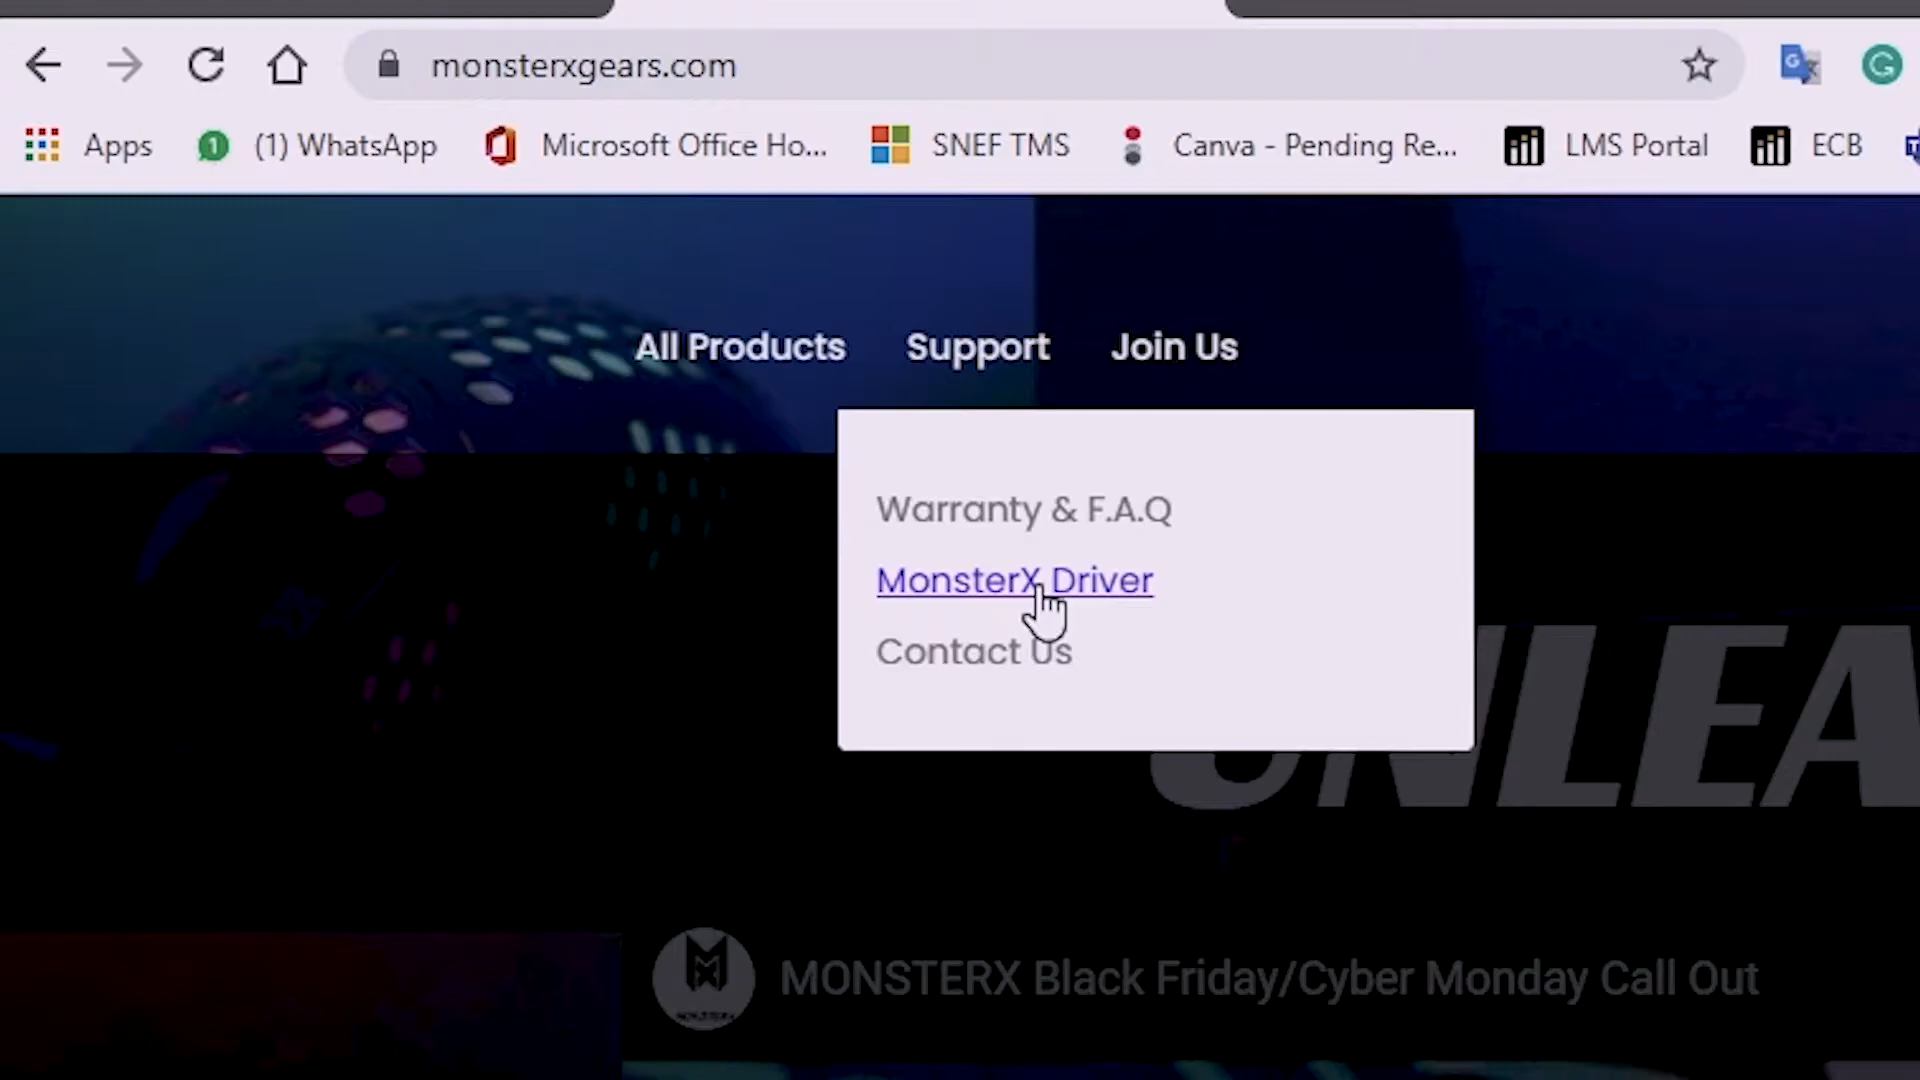 monsterxgears.com
Apps (1) WhatsApp Microsoft Office Ho... SNEF TMS Canva - Pending Re... LMS Portal ECB
All Products Support Join Us
Warranty & F.A.Q
MonsterX Driver
Contact Us
UNLEA
MONSTERX Black Friday/Cyber Monday Call Out